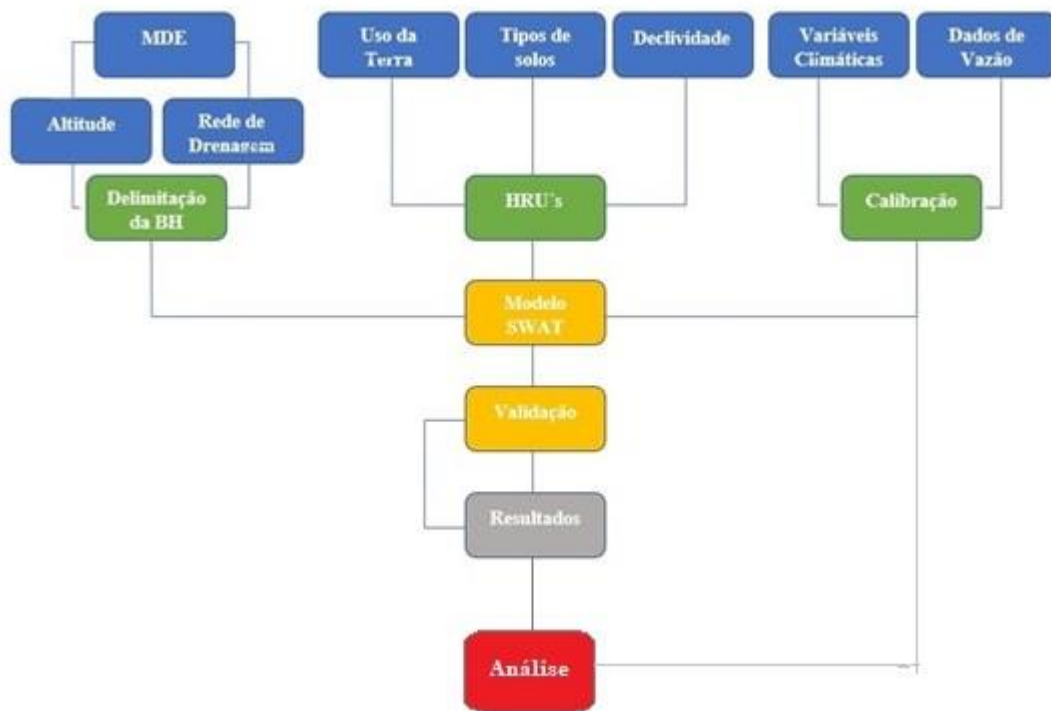 MDE
Uso da
Terra
Tipos de
solos
Declividade
Variáveis
Climáticas
Dados de
Vazão
Altitude
Rede de
Drenagem
Delimitação
da BH
HRU`s
Calibração
Modelo
SWAT
Validação
Resultados
Análise